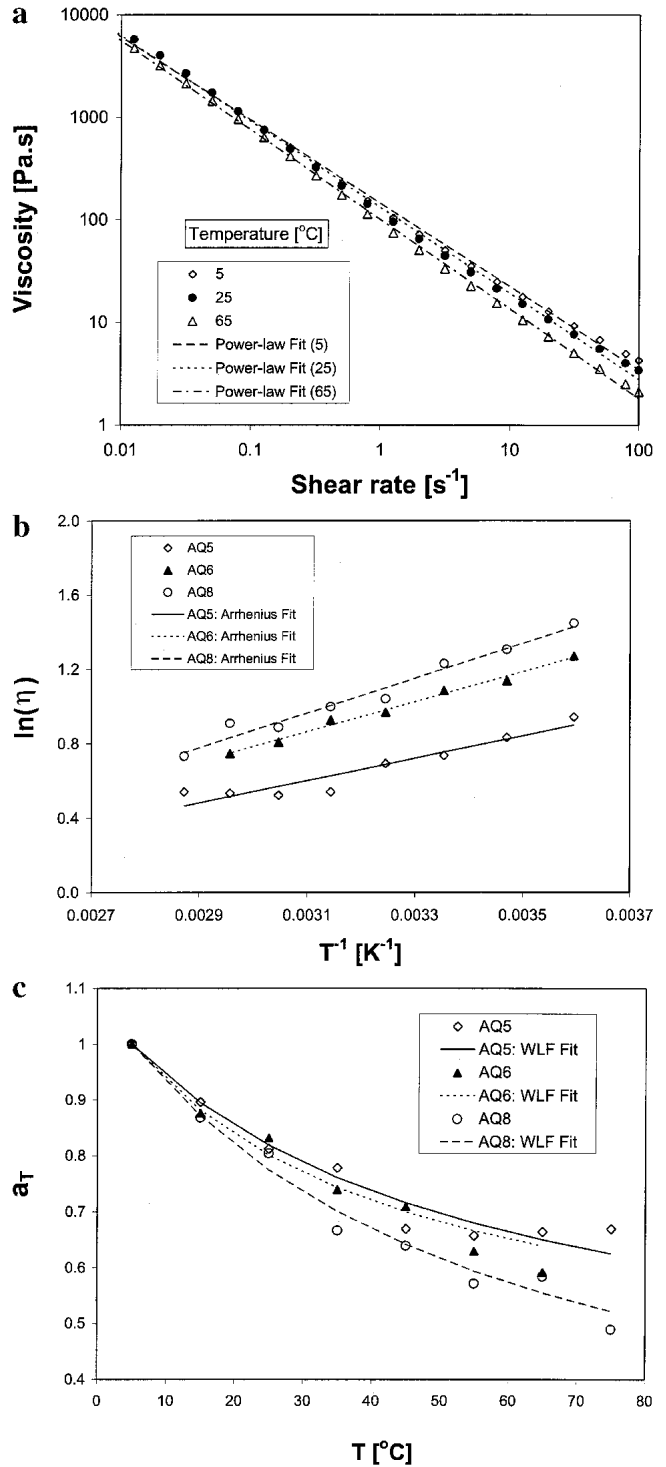 a
10000
1000
100
10
1
Viscosity [Pa.s]
Temperature [°C]
5
25
65
Power-law Fit (5)
Power-law Fit (25)
Power-law Fit (65)
0.01
0.1
1
10
100
Shear rate [s⁻¹]
b
2.0
1.6
1.2
0.8
0.4
0.0
ln(η)
AQ5
AQ6
AQ8
AQ5: Arrhenius Fit
AQ6: Arrhenius Fit
AQ8: Arrhenius Fit
0.0027
0.0029
0.0031
0.0033
0.0035
0.0037
T⁻¹ [K⁻¹]
c
1.1
1
0.9
0.8
0.7
0.6
0.5
0.4
a_T
AQ5
AQ5: WLF Fit
AQ6
AQ6: WLF Fit
AQ8
AQ8: WLF Fit
0
10
20
30
40
50
60
70
80
T [°C]